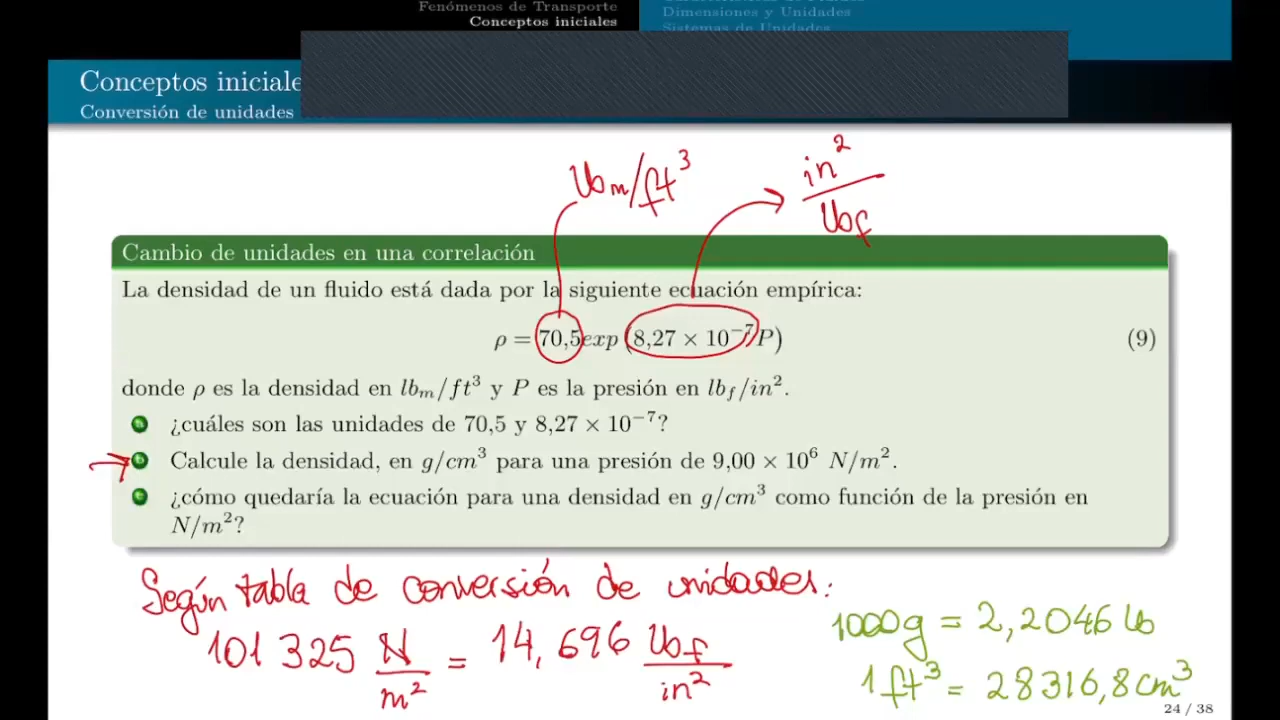 Fenómenos de Transporte
Conceptos iniciales
Dimensiones y Unidades
Sistemas de Unidades
Conceptos iniciale
Conversión de unidades
lbm/ft³
in²/lbf
Cambio de unidades en una correlación
La densidad de un fluido está dada por la siguiente ecuación empírica:
ρ = 70,5exp (8,27 × 10⁻⁷P) (9)
donde ρ es la densidad en lbₘ/ft³ y P es la presión en lb_f/in².
¿cuáles son las unidades de 70,5 y 8,27 × 10⁻⁷?
Calcule la densidad, en g/cm³ para una presión de 9,00 × 10⁶ N/m².
¿cómo quedaría la ecuación para una densidad en g/cm³ como función de la presión en
N/m²?
Según tabla de conversión de unidades:
101 325 N/m² = 14,696 lbf/in²
1000g = 2,2046 lb
1 ft³ = 28316,8 cm³
24 / 38